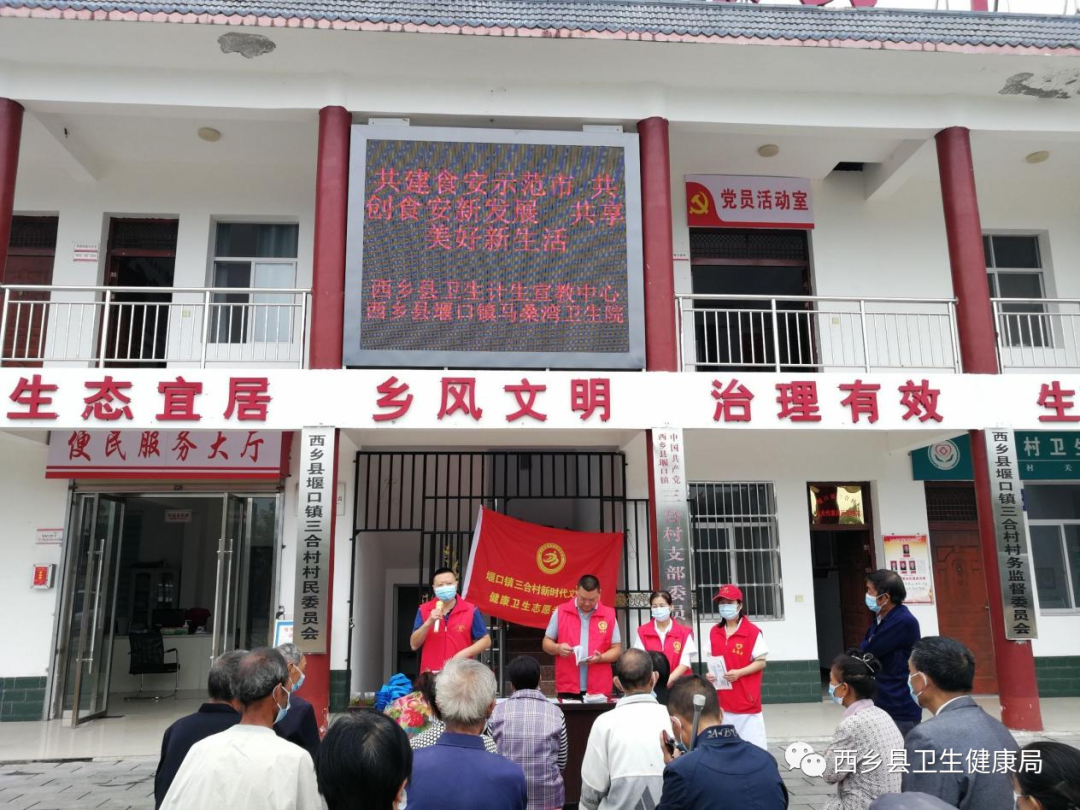 共建食安示范市 共
创食安新发展 共享
美好新生活
西乡县卫生计生宣教中心
西乡县堰口镇马桑湾卫生院
党员活动室
生态宜居 乡风文明 治理有效 生
便民服务大厅
西乡县堰口镇三合村村民委员会
中国共产党
西乡县堰口镇
村支部委员
西乡县堰口镇三合村村务监督委员会
村卫生
堰口镇三合村新时代文
健康卫生志愿
西乡县卫生健康局